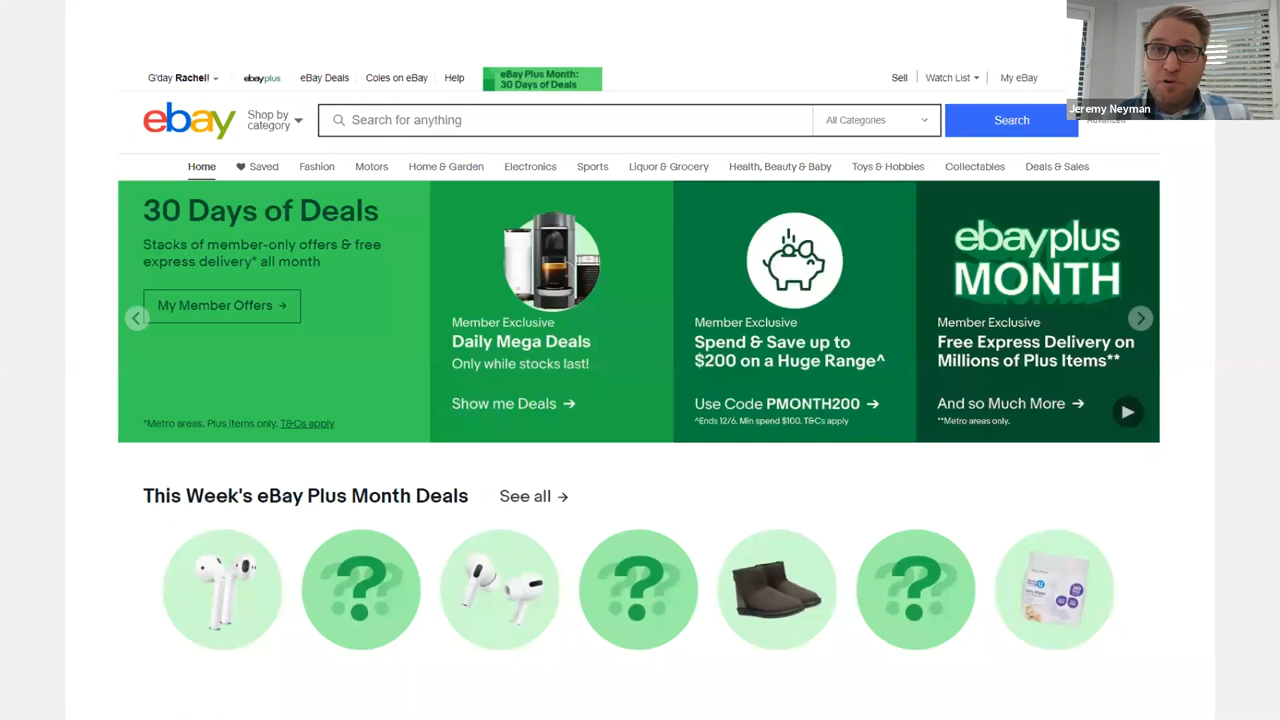 G'day Rachell
ebayplus
eBay Deals
Coles on eBay
Help
eBay Plus Month:
30 Days of Deals
Sell
Watch List
My eBay
Jeremy Neyman
ebay
Shop by
category
Search for anything
All Categories
Search
Advanced
Home
Saved
Fashion
Motors
Home & Garden
Electronics
Sports
Liquor & Grocery
Health, Beauty & Baby
Toys & Hobbies
Collectables
Deals & Sales
30 Days of Deals
Stacks of member-only offers & free
express delivery* all month
My Member Offers →
*Metro areas. Plus items only. T&Cs apply
Member Exclusive
Daily Mega Deals
Only while stocks last!
Show me Deals →
Member Exclusive
Spend & Save up to
$200 on a Huge Range^
Use Code PMONTH200 →
^Ends 12/6. Min spend $100. T&Cs apply
ebayplus
MONTH
Member Exclusive
Free Express Delivery on
Millions of Plus Items**
And so Much More →
**Metro areas only.
This Week's eBay Plus Month Deals
See all →
?
?
?